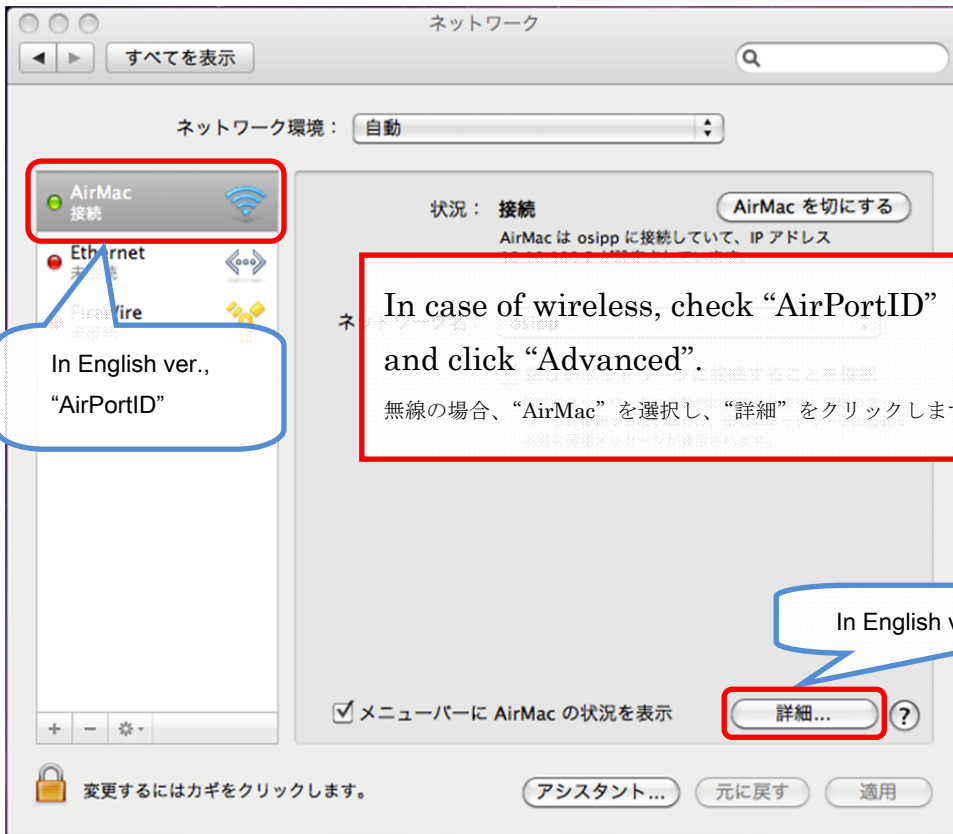 ネットワーク
すべてを表示
ネットワーク環境： 自動
AirMac
接続
Ethernet
FireWire
In English ver.,
“AirPortID”
状況： 接続
AirMac を切にする
AirMac は osipp に接続していて、IP アドレス
In case of wireless, check “AirPortID”
and click “Advanced”.
無線の場合、“AirMac” を選択し、“詳細” をクリックしま
In English
メニューバーに AirMac の状況を表示
詳細...
?
+ −
変更するにはカギをクリックします。
アシスタント...
元に戻す
適用